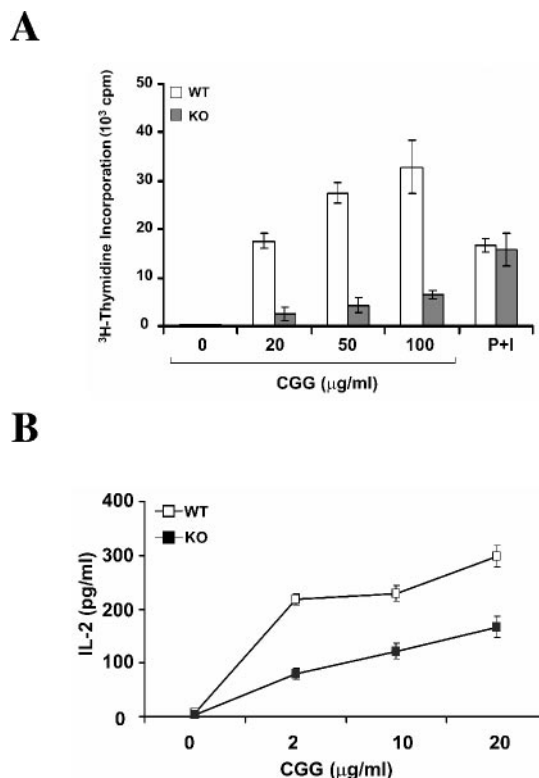 A
³H-Thymidine Incorporation (10³ cpm)
50
40
30
20
10
0
WT
KO
0 20 50 100 P+I
CGG (μg/ml)
B
IL-2 (pg/ml)
400
300
200
100
0
WT
KO
0 2 10 20
CGG (μg/ml)